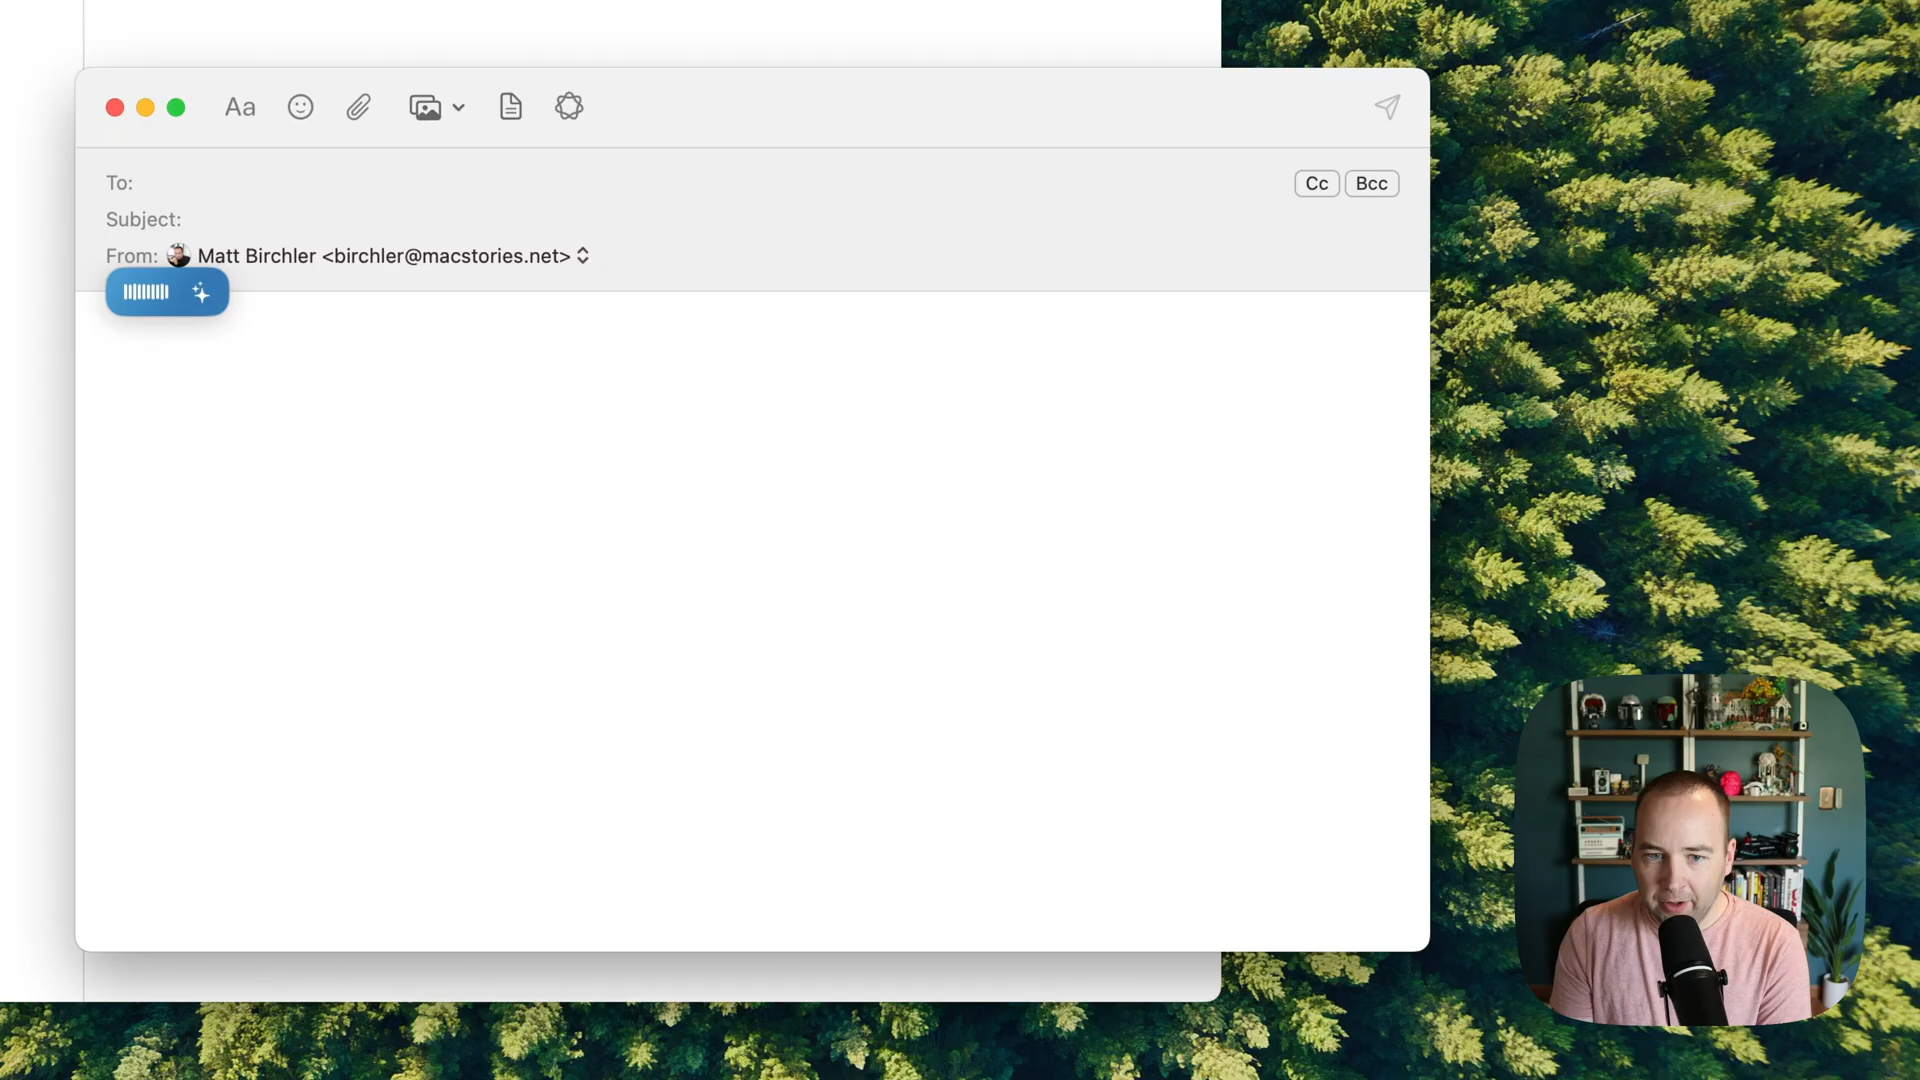 Aa
To:
Cc Bcc
Subject:
From: Matt Birchler <birchler@macstories.net>